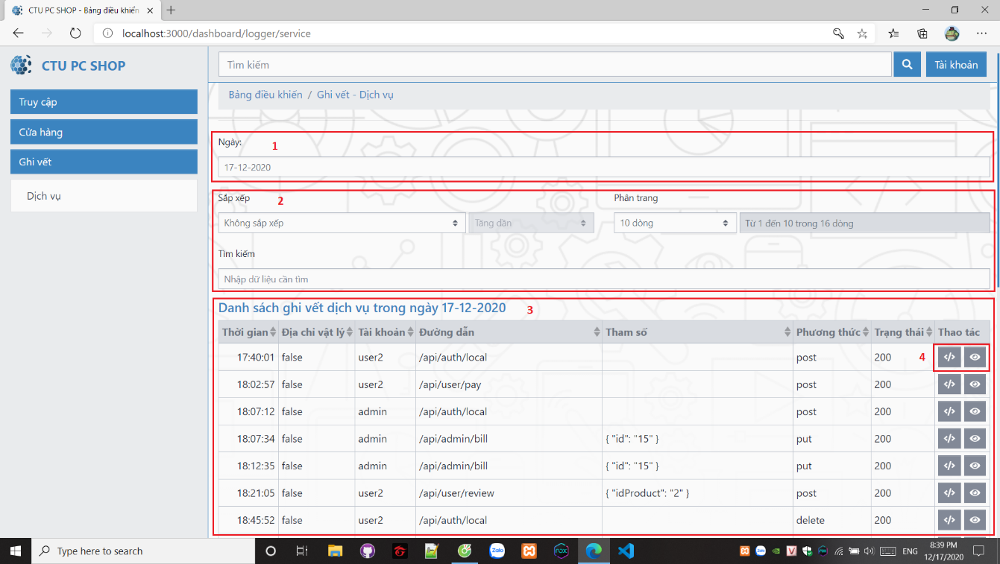 CTU PC SHOP - Bảng điều khiển
localhost:3000/dashboard/logger/service
CTU PC SHOP
Tìm kiếm
Tài khoản
Truy cập
Cửa hàng
Ghi vết
Dịch vụ
Bảng điều khiển / Ghi vết - Dịch vụ
Ngày: 1
17-12-2020
Sắp xếp 2 Phân trang
Không sắp xếp Tăng dần 10 dòng Từ 1 đến 10 trong 16 dòng
Tìm kiếm
Nhập dữ liệu cần tìm
Danh sách ghi vết dịch vụ trong ngày 17-12-2020 3
Thời gian Địa chỉ vật lý Tài khoản Đường dẫn Tham số Phương thức Trạng thái Thao tác
17:40:01 false user2 /api/auth/local post 200 4 </>
18:02:57 false user2 /api/user/pay post 200 </>
18:07:12 false admin /api/auth/local post 200 </>
18:07:34 false admin /api/admin/bill { "id": "15" } put 200 </>
18:12:35 false admin /api/admin/bill { "id": "15" } put 200 </>
18:21:05 false user2 /api/user/review { "idProduct": "2" } post 200 </>
18:45:52 false user2 /api/auth/local delete 200 </>
Type here to search
Zalo
ENG
8:39 PM
12/17/2020